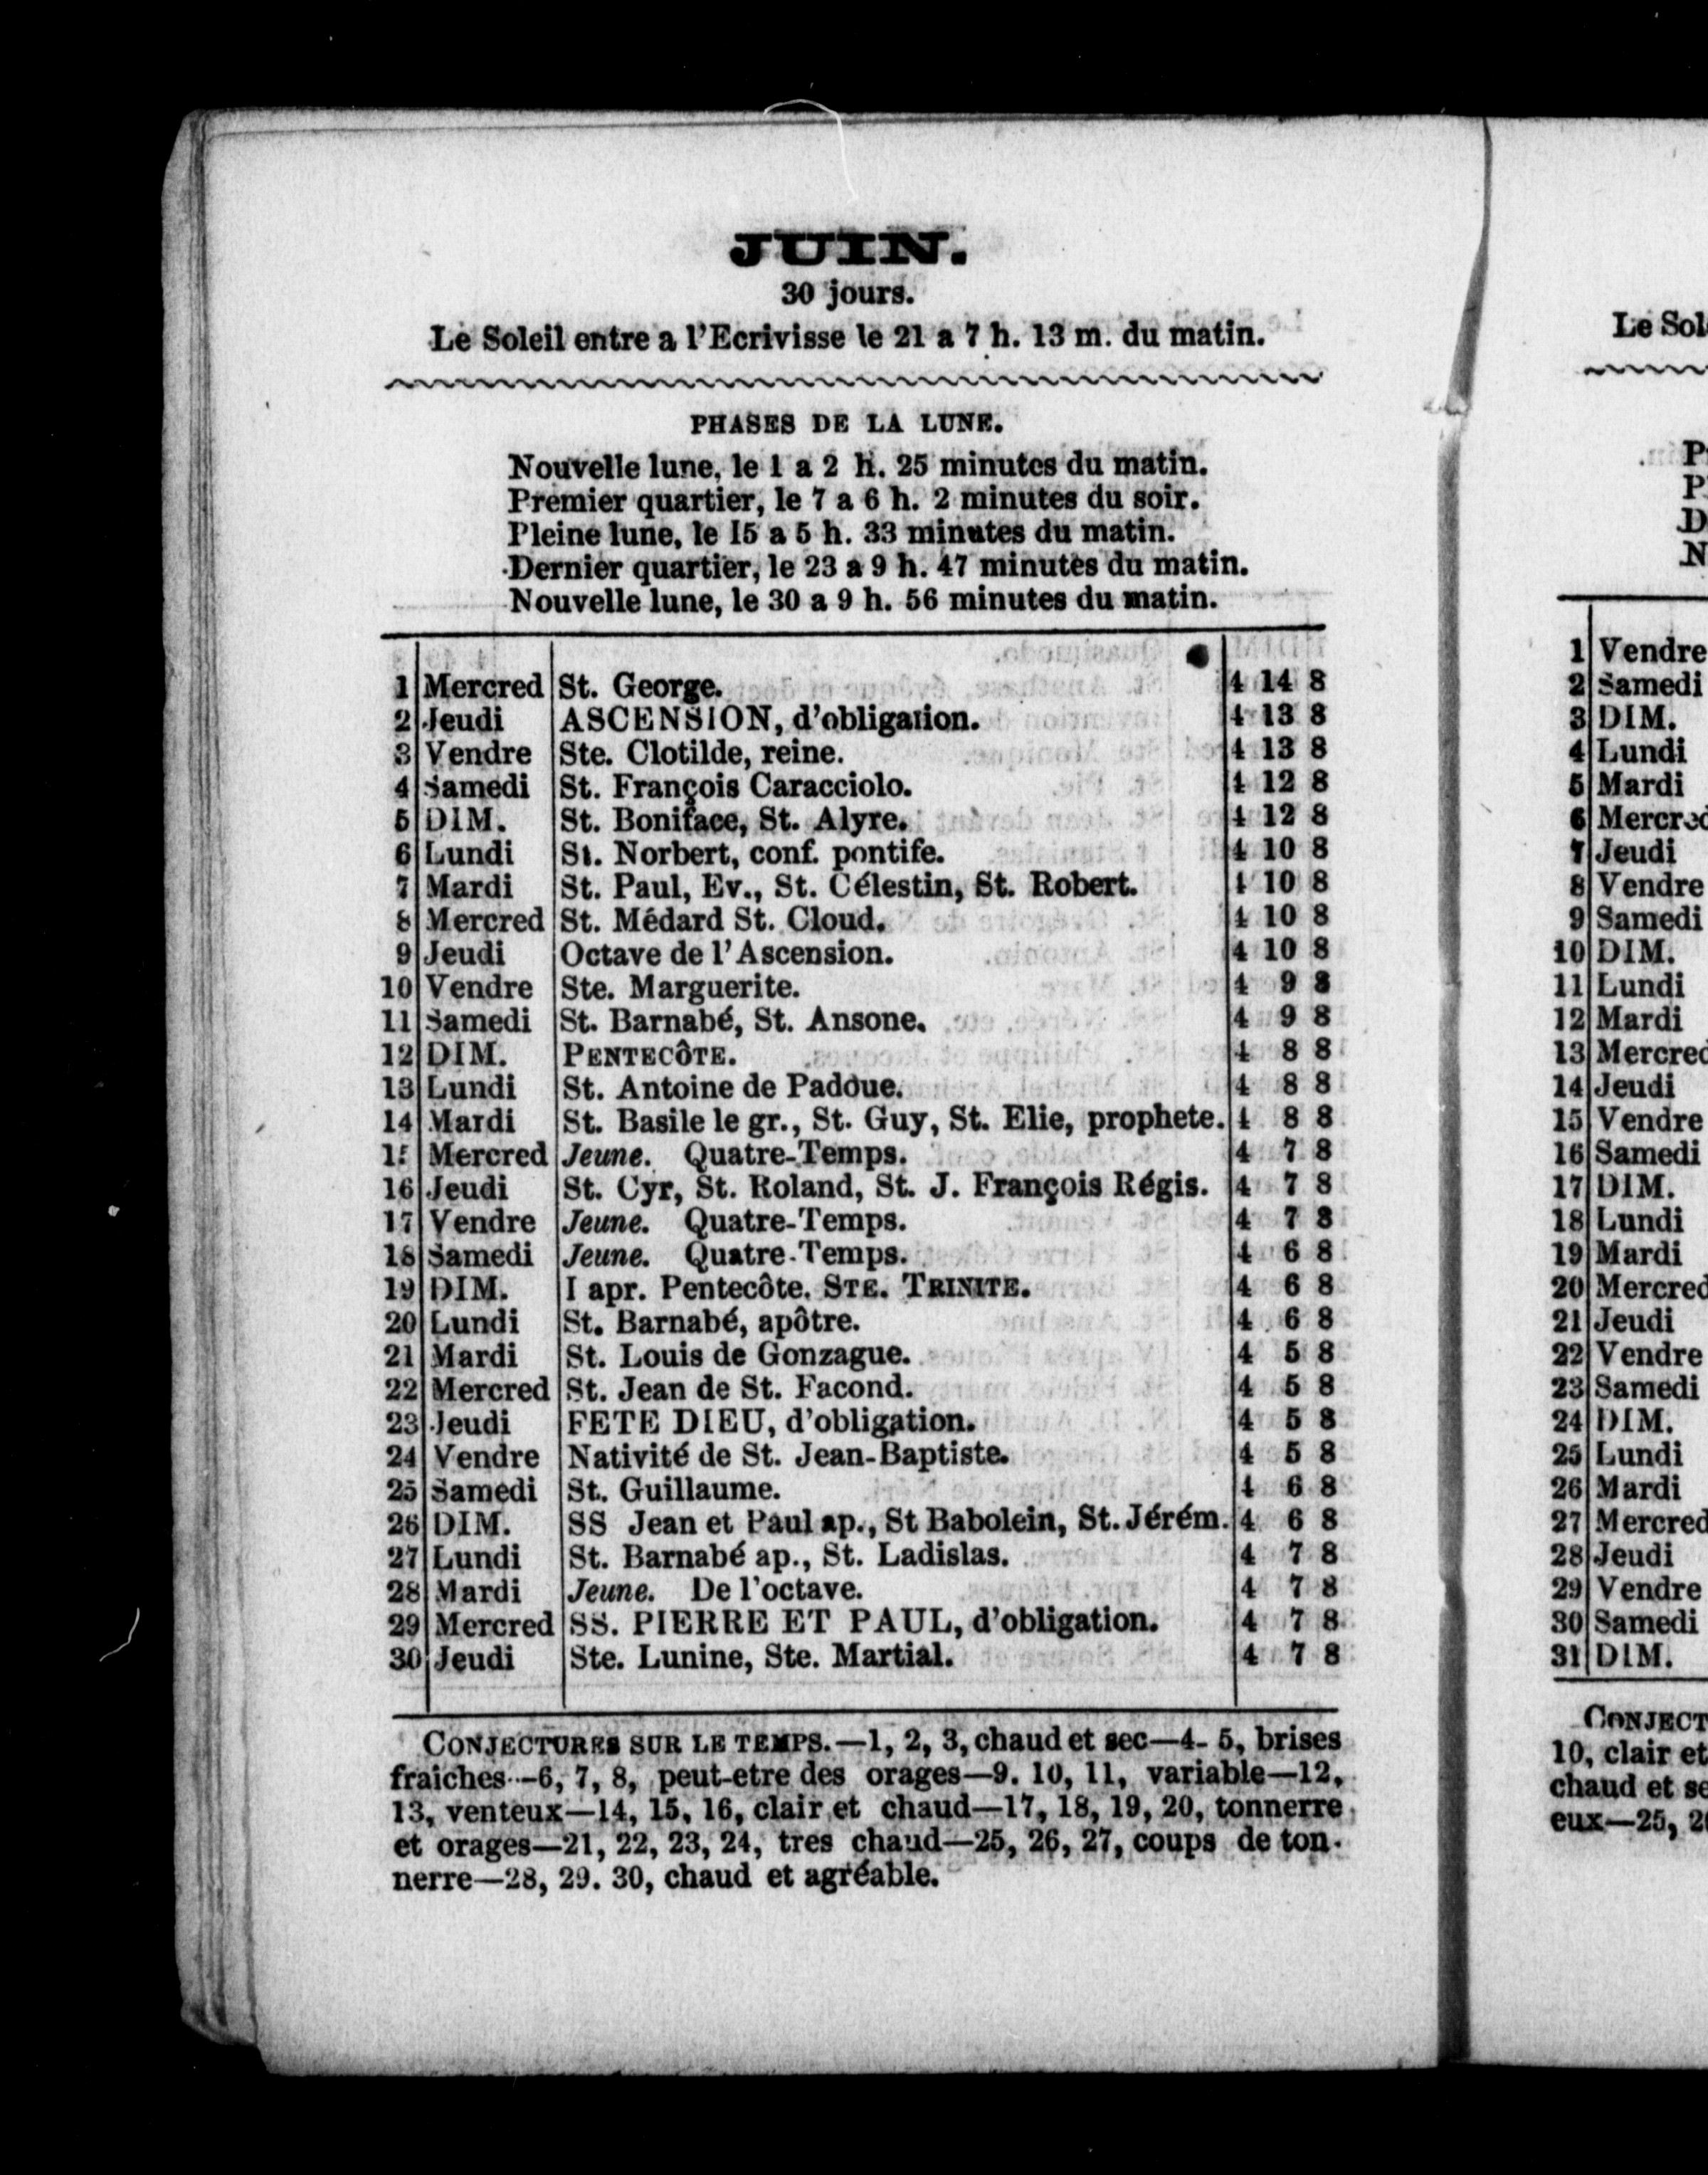 JUIN.
30 jours.
Le Soleil entre a l'Ecrivisse le 21 a 7 h. 13 m. du matin.
PHASES DE LA LUNE.
Nouvelle lune, le 1 a 2 h. 25 minutes du matin.
Premier quartier, le 7 a 6 h. 2 minutes du soir.
Pleine lune, le 15 a 5 h. 33 minutes du matin.
Dernier quartier, le 23 a 9 h. 47 minutes du matin.
Nouvelle lune, le 30 a 9 h. 56 minutes du matin.
1 Mercred St. George. 4 14 8
2 Jeudi ASCENSION, d'obligation. 4 13 8
3 Vendre Ste. Clotilde, reine. 4 13 8
4 Samedi St. François Caracciolo. 4 12 8
5 DIM. St. Boniface, St. Alyre. 4 12 8
6 Lundi St. Norbert, conf. pontife. 4 10 8
7 Mardi St. Paul, Ev., St. Célestin, St. Robert. 4 10 8
8 Mercred St. Médard St. Cloud. 4 10 8
9 Jeudi Octave de l'Ascension. 4 10 8
10 Vendre Ste. Marguerite. 4 9 8
11 Samedi St. Barnabé, St. Ansone. 4 9 8
12 DIM. PENTECôTE. 4 8 8
13 Lundi St. Antoine de Padoue. 4 8 8
14 Mardi St. Basile le gr., St. Guy, St. Elie, prophete. 4 8 8
15 Mercred Jeune. Quatre-Temps. 4 7 8
16 Jeudi St. Cyr, St. Roland, St. J. François Régis. 4 7 8
17 Vendre Jeune. Quatre-Temps. 4 7 8
18 Samedi Jeune. Quatre-Temps. 4 6 8
19 DIM. I apr. Pentecôte. STE. TRINITE. 4 6 8
20 Lundi St. Barnabé, apôtre. 4 6 8
21 Mardi St. Louis de Gonzague. 4 5 8
22 Mercred St. Jean de St. Facond. 4 5 8
23 Jeudi FETE DIEU, d'obligation. 4 5 8
24 Vendre Nativité de St. Jean-Baptiste. 4 5 8
25 Samedi St. Guillaume. 4 6 8
26 DIM. SS Jean et Paul ap., St Babolein, St. Jérém. 4 6 8
27 Lundi St. Barnabé ap., St. Ladislas. 4 7 8
28 Mardi Jeune. De l'octave. 4 7 8
29 Mercred SS. PIERRE ET PAUL, d'obligation. 4 7 8
30 Jeudi Ste. Lunine, Ste. Martial. 4 7 8
CONJECTURES SUR LE TEMPS.—1, 2, 3, chaud et sec—4- 5, brises
fraiches—6, 7, 8, peut-etre des orages—9. 10, 11, variable—12,
13, venteux—14, 15, 16, clair et chaud—17, 18, 19, 20, tonnerre
et orages—21, 22, 23, 24, tres chaud—25, 26, 27, coups de ton-
nerre—28, 29. 30, chaud et agréable.
Le Sol
1 Vendre
2 Samedi
3 DIM.
4 Lundi
5 Mardi
6 Mercred
7 Jeudi
8 Vendre
9 Samedi
10 DIM.
11 Lundi
12 Mardi
13 Mercred
14 Jeudi
15 Vendre
16 Samedi
17 DIM.
18 Lundi
19 Mardi
20 Mercred
21 Jeudi
22 Vendre
23 Samedi
24 DIM.
25 Lundi
26 Mardi
27 Mercred
28 Jeudi
29 Vendre
30 Samedi
31 DIM.
CONJECT
10, clair et
chaud et se
eux—25, 2